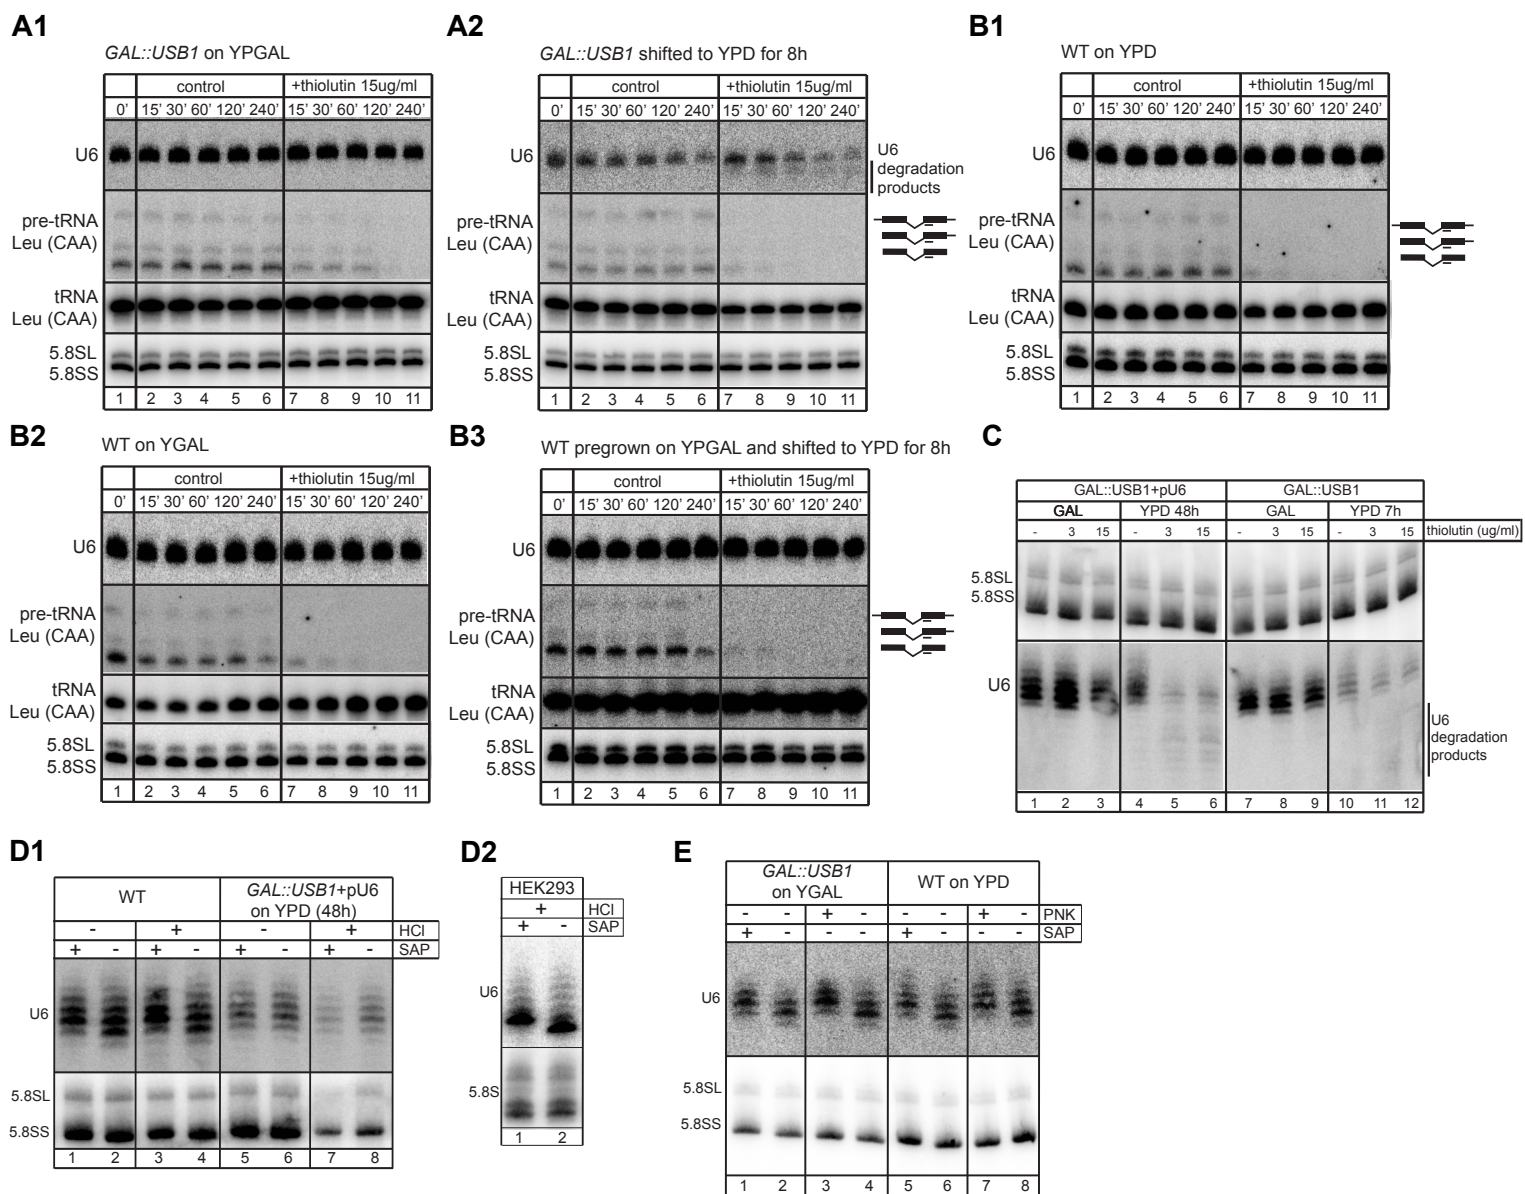 A1
GAL::USB1 on YPGAL
control
+thiolutin 15ug/ml
0' 15' 30' 60' 120' 240' 15' 30' 60' 120' 240'
U6
pre-tRNA
Leu (CAA)
tRNA
Leu (CAA)
5.8SL
5.8SS
1 2 3 4 5 6 7 8 9 10 11
A2
GAL::USB1 shifted to YPD for 8h
control
+thiolutin 15ug/ml
0' 15' 30' 60' 120' 240' 15' 30' 60' 120' 240'
U6
U6
degradation
products
pre-tRNA
Leu (CAA)
tRNA
Leu (CAA)
5.8SL
5.8SS
1 2 3 4 5 6 7 8 9 10 11
B1
WT on YPD
control
+thiolutin 15ug/ml
0' 15' 30' 60' 120' 240' 15' 30' 60' 120' 240'
U6
pre-tRNA
Leu (CAA)
tRNA
Leu (CAA)
5.8SL
5.8SS
1 2 3 4 5 6 7 8 9 10 11
B2
WT on YGAL
control
+thiolutin 15ug/ml
0' 15' 30' 60' 120' 240' 15' 30' 60' 120' 240'
U6
pre-tRNA
Leu (CAA)
tRNA
Leu (CAA)
5.8SL
5.8SS
1 2 3 4 5 6 7 8 9 10 11
B3
WT pregrown on YPGAL and shifted to YPD for 8h
control
+thiolutin 15ug/ml
0' 15' 30' 60' 120' 240' 15' 30' 60' 120' 240'
U6
pre-tRNA
Leu (CAA)
tRNA
Leu (CAA)
5.8SL
5.8SS
1 2 3 4 5 6 7 8 9 10 11
C
GAL::USB1+pU6 GAL::USB1
GAL YPD 48h GAL YPD 7h
- 3 15 - 3 15 - 3 15 - 3 15 thiolutin (ug/ml)
5.8SL
5.8SS
U6
U6
degradation
products
1 2 3 4 5 6 7 8 9 10 11 12
D1
WT
GAL::USB1+pU6
on YPD (48h)
- + - + HCl
+ - + - + - + - SAP
U6
5.8SL
5.8SS
1 2 3 4 5 6 7 8
D2
HEK293
+ HCl
+ - SAP
U6
5.8S
1 2
E
GAL::USB1
on YGAL
WT on YPD
- - + - - - + - PNK
+ - - - + - - - SAP
U6
5.8SL
5.8SS
1 2 3 4 5 6 7 8